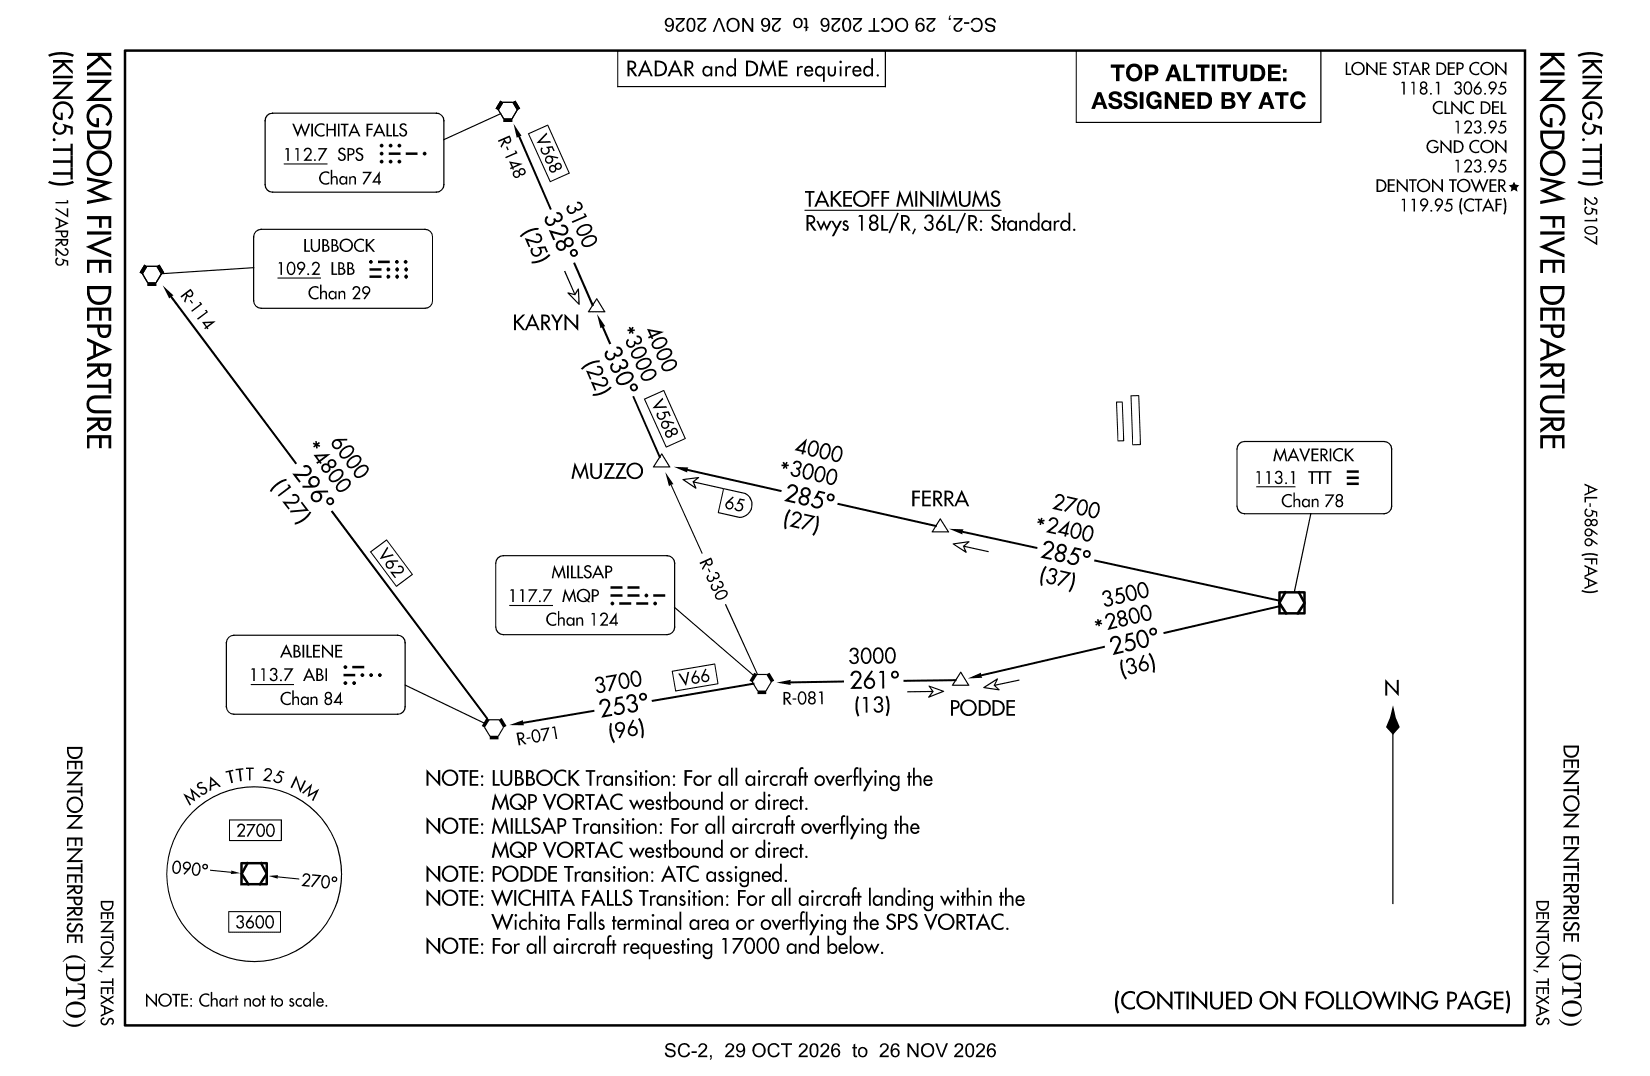 SC-2, 29 OCT 2026 to 26 NOV 2026
(KING5.TTT) 17APR25
KINGDOM FIVE DEPARTURE
DENTON ENTERPRISE (DTO)
DENTON, TEXAS
RADAR and DME required.
TOP ALTITUDE:
ASSIGNED BY ATC
LONE STAR DEP CON
118.1 306.95
CLNC DEL
123.95
GND CON
123.95
DENTON TOWER★
119.95 (CTAF)
(KING5.TTT) 25107
KINGDOM FIVE DEPARTURE
AL-5866 (FAA)
DENTON ENTERPRISE (DTO)
DENTON, TEXAS
TAKEOFF MINIMUMS
Rwys 18L/R, 36L/R: Standard.
WICHITA FALLS
112.7 SPS
Chan 74
R-148
V568
3100
328°
(25)
LUBBOCK
109.2 LBB
Chan 29
R-114
KARYN
4000
*3000
330°
(22)
V568
MUZZO
6000
*4800
296°
(127)
V62
65
4000
*3000
285°
(27)
FERRA
2700
*2400
285°
(37)
MAVERICK
113.1 TTT
Chan 78
MILLSAP
117.7 MQP
Chan 124
R-330
3500
*2800
250°
(36)
ABILENE
113.7 ABI
Chan 84
R-071
3700
253°
(96)
V66
R-081
3000
261°
(13)
PODDE
N
MSA TTT 25 NM
2700
090°
270°
3600
NOTE: LUBBOCK Transition: For all aircraft overflying the
MQP VORTAC westbound or direct.
NOTE: MILLSAP Transition: For all aircraft overflying the
MQP VORTAC westbound or direct.
NOTE: PODDE Transition: ATC assigned.
NOTE: WICHITA FALLS Transition: For all aircraft landing within the
Wichita Falls terminal area or overflying the SPS VORTAC.
NOTE: For all aircraft requesting 17000 and below.
NOTE: Chart not to scale.
(CONTINUED ON FOLLOWING PAGE)
SC-2, 29 OCT 2026 to 26 NOV 2026